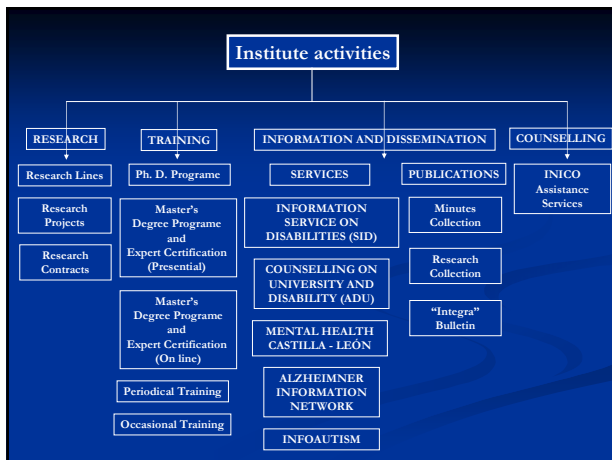 Institute activities
RESEARCH
Research Lines
Research
Projects
Research
Contracts
TRAINING
Ph. D. Programe
Master's
Degree Programe
and
Expert Certification
(Presential)
Master's
Degree Programe
and
Expert Certification
(On line)
Periodical Training
Occasional Training
INFORMATION AND DISSEMINATION
SERVICES
INFORMATION
SERVICE ON
DISABILITIES (SID)
COUNSELLING ON
UNIVERSITY AND
DISABILITY (ADU)
MENTAL HEALTH
CASTILLA - LEÓN
ALZHEIMNER
INFORMATION
NETWORK
INFOAUTISM
PUBLICATIONS
Minutes
Collection
Research
Collection
“Integra”
Bulletin
COUNSELLING
INICO
Assistance
Services